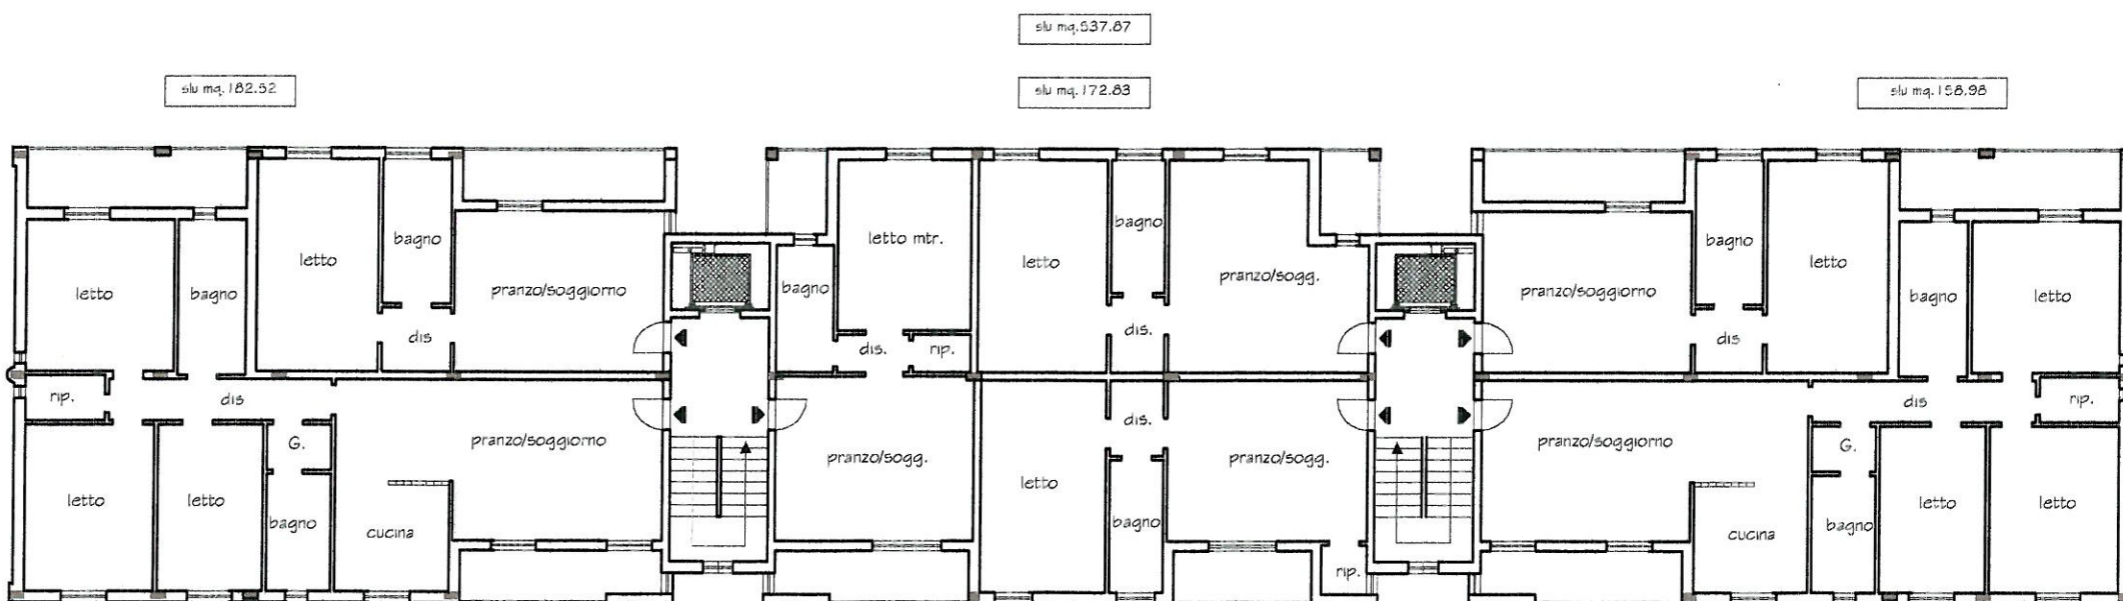 slu mq.537.87
slu mq.182.52
slu mq.172.83
slu mq.158.98
letto
bagno
letto
bagno
dis
pranzo/soggiorno
bagno
letto mtr.
dis.
rip.
letto
bagno
dis.
pranzo/sogg.
pranzo/soggiorno
bagno
dis
letto
bagno
letto
rip.
dis
letto
letto
G.
bagno
cucina
pranzo/soggiorno
pranzo/sogg.
letto
dis.
bagno
pranzo/sogg.
rip.
pranzo/soggiorno
cucina
dis
G.
bagno
letto
letto
rip.